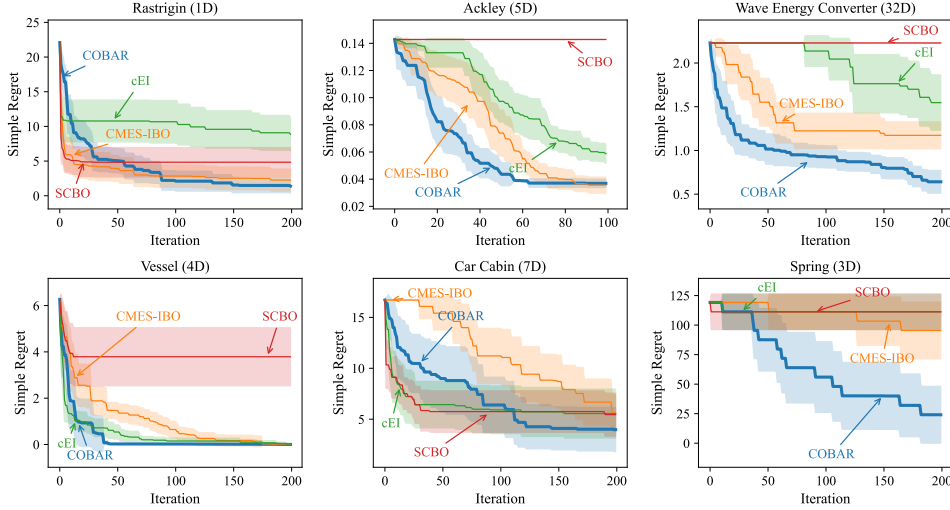 Rastrigin (1D)
Simple Regret
25
20
15
10
5
0
COBAR
cEI
CMES-IBO
SCBO
0 50 100 150 200
Iteration
Ackley (5D)
Simple Regret
0.14
0.12
0.10
0.08
0.06
0.04
0.02
SCBO
CMES-IBO
cEI
COBAR
0 20 40 60 80 100
Iteration
Wave Energy Converter (32D)
Simple Regret
2.0
1.5
1.0
0.5
SCBO
cEI
CMES-IBO
COBAR
0 50 100 150 200
Iteration
Vessel (4D)
Simple Regret
6
4
2
0
CMES-IBO
SCBO
cEI
COBAR
0 50 100 150 200
Iteration
Car Cabin (7D)
Simple Regret
15
10
5
CMES-IBO
COBAR
cEI
SCBO
0 50 100 150 200
Iteration
Spring (3D)
Simple Regret
125
100
75
50
25
0
cEI
SCBO
CMES-IBO
COBAR
0 50 100 150 200
Iteration